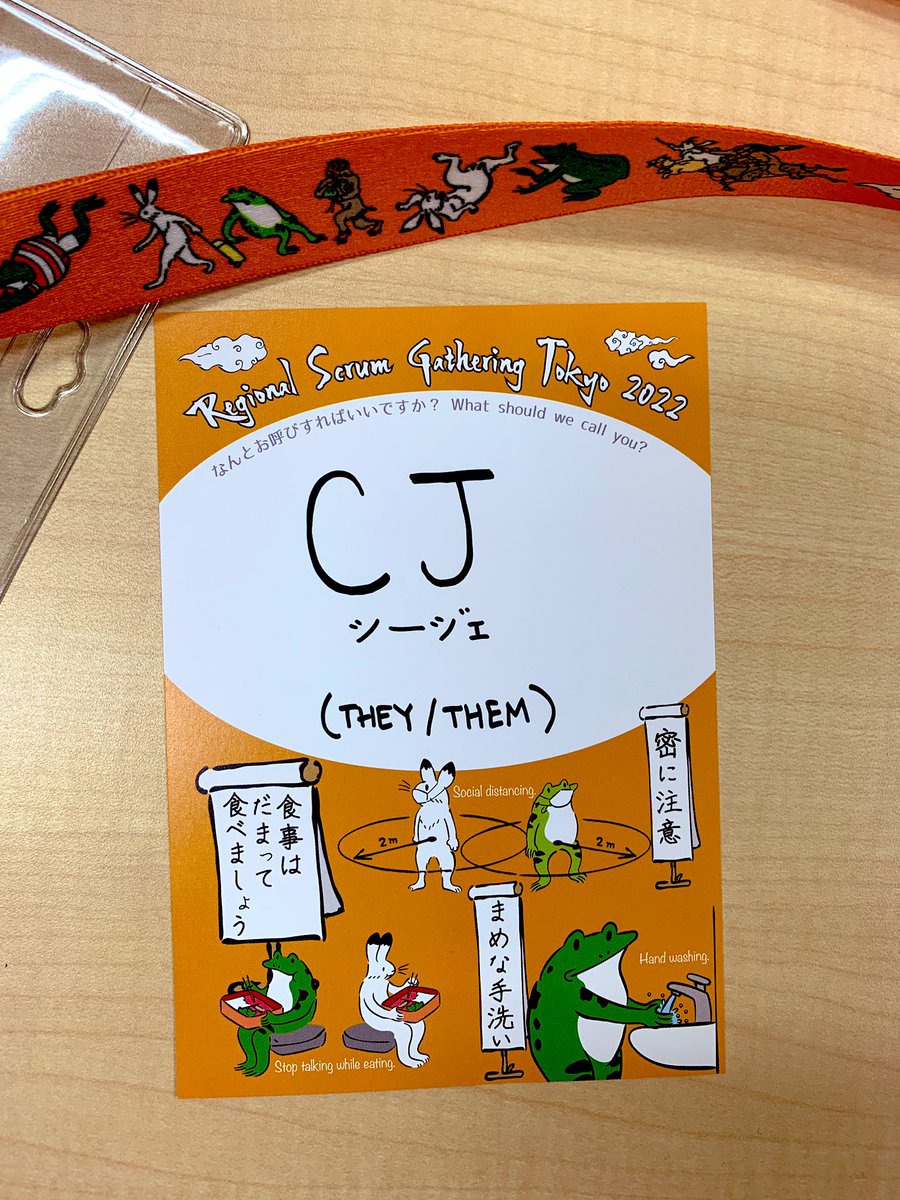 Regional Scrum Gathering Tokyo 2022
なんとお呼びすればいいですか? What should we call you?
CJ
シージェ
(THEY/THEM)
密に注意
Social distancing.
2m
2m
食事は
だまって
食べましょう
まめな手洗い
Hand washing.
Stop talking while eating.